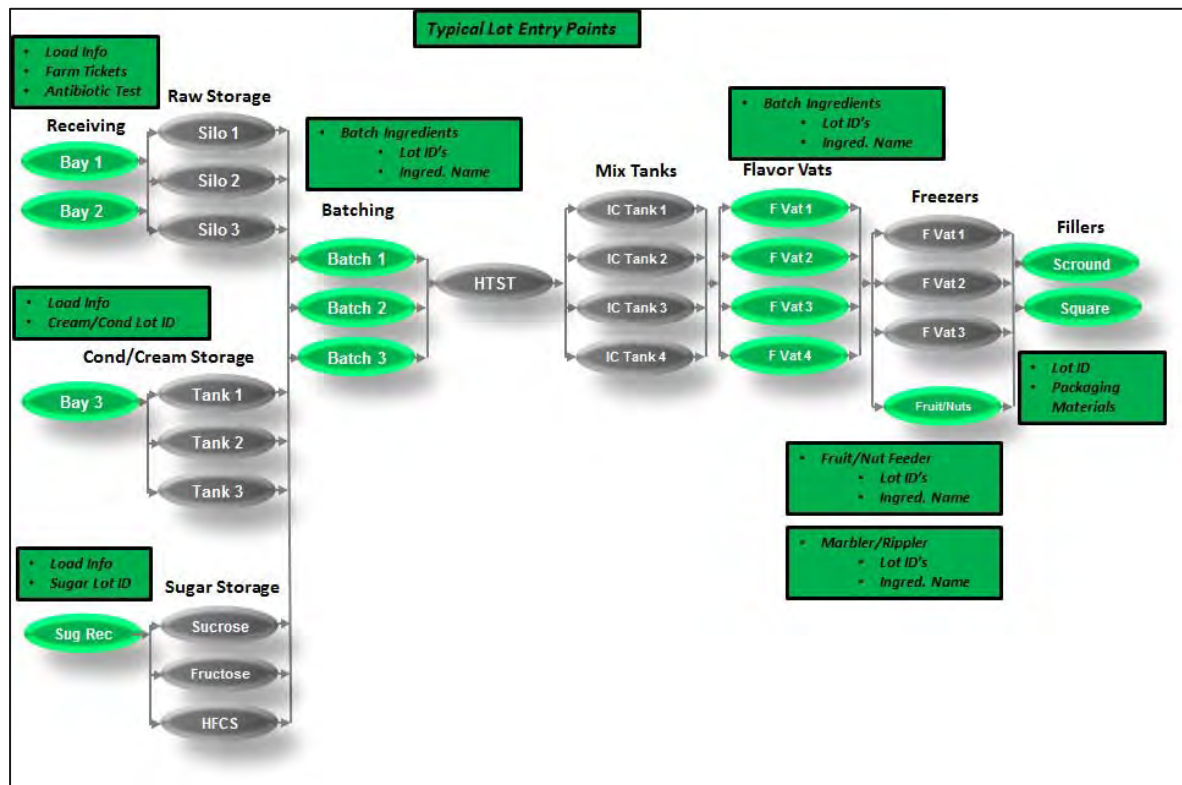 Typical Lot Entry Points
• Load Info
• Farm Tickets
• Antibiotic Test
Receiving
Bay 1
Bay 2
Raw Storage
Silo 1
Silo 2
Silo 3
• Load Info
• Cream/Cond Lot ID
Cond/Cream Storage
Bay 3
Tank 1
Tank 2
Tank 3
• Load Info
• Sugar Lot ID
Sugar Storage
Sug Rec
Sucrose
Fructose
HFCS
• Batch Ingredients
• Lot ID's
• Ingred. Name
Batching
Batch 1
Batch 2
Batch 3
HTST
Mix Tanks
IC Tank 1
IC Tank 2
IC Tank 3
IC Tank 4
• Batch Ingredients
• Lot ID's
• Ingred. Name
Flavor Vats
F Vat 1
F Vat 2
F Vat 3
F Vat 4
Freezers
F Vat 1
F Vat 2
F Vat 3
Fruit/Nuts
• Fruit/Nut Feeder
• Lot ID's
• Ingred. Name
• Marbler/Rippler
• Lot ID's
• Ingred. Name
Fillers
Scround
Square
• Lot ID
• Packaging
Materials